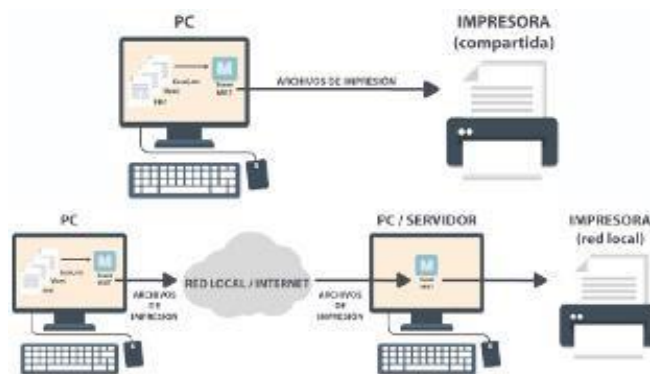 PC
IMPRESORA
(compartida)
ARCHIVOS DE IMPRESIÓN
PC
PC / SERVIDOR
IMPRESORA
(red local)
RED LOCAL / INTERNET
ARCHIVOS
DE
IMPRESIÓN
ARCHIVOS
DE
IMPRESIÓN